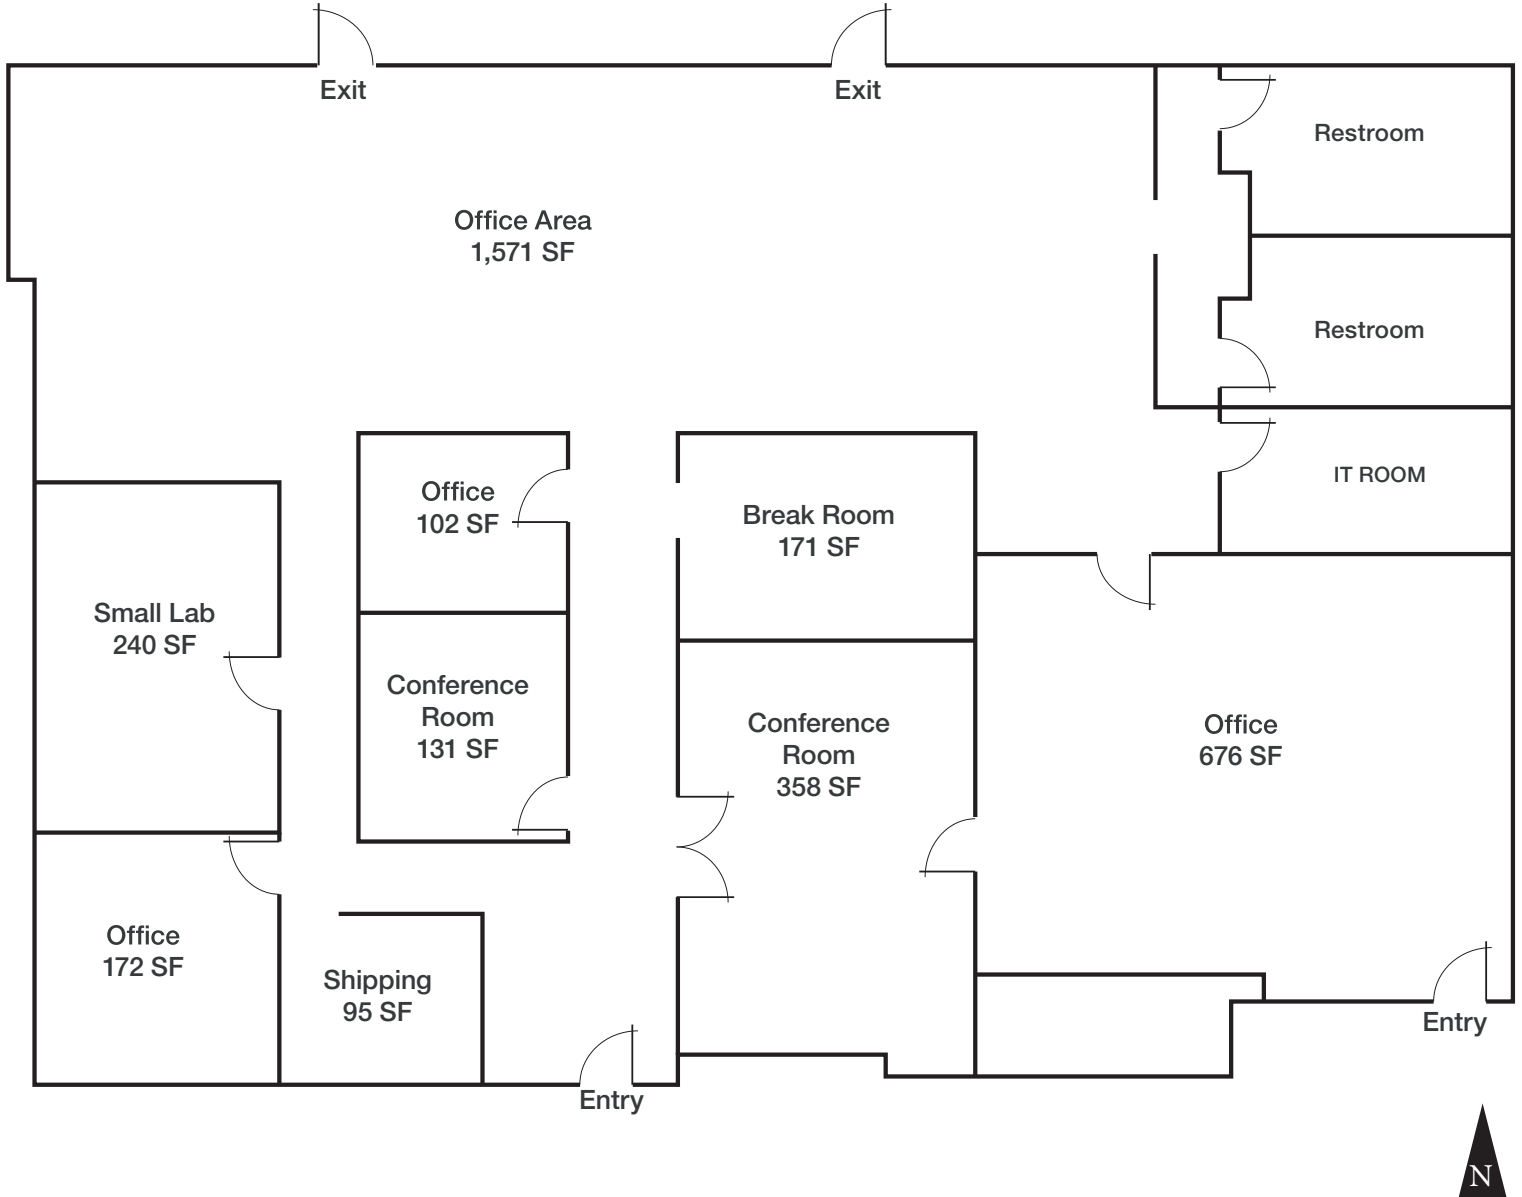 Exit
Exit
Restroom
Office Area
1,571 SF
Restroom
IT ROOM
Office
102 SF
Break Room
171 SF
Small Lab
240 SF
Conference
Room
131 SF
Conference
Room
358 SF
Office
676 SF
Office
172 SF
Shipping
95 SF
Entry
Entry
N